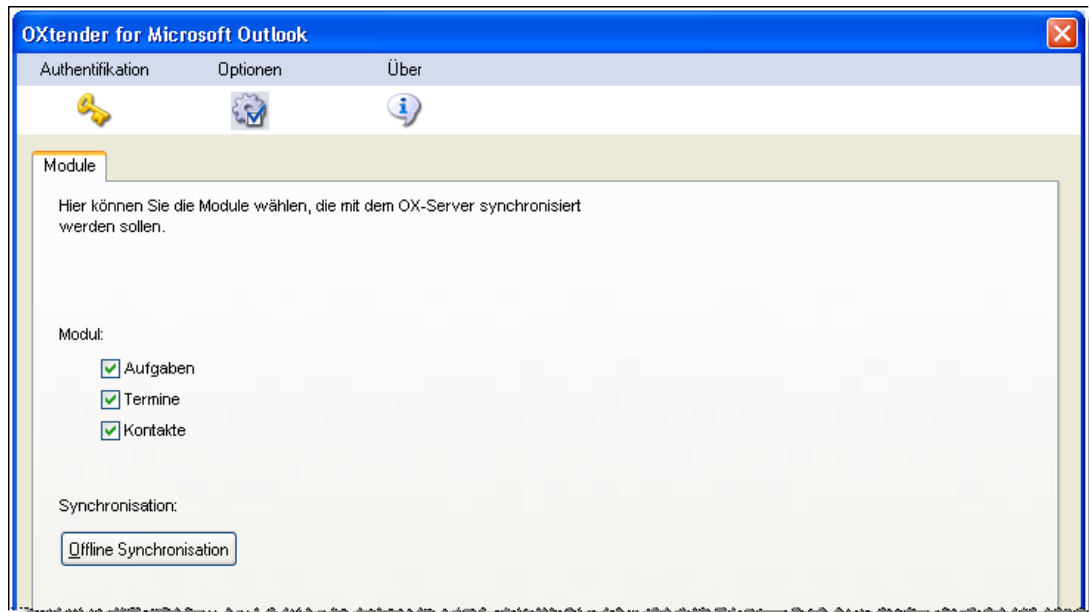 OXtender for Microsoft Outlook
Authentifikation Optionen Über
Module
Hier können Sie die Module wählen, die mit dem OX-Server synchronisiert
werden sollen.
Modul:
Aufgaben
Termine
Kontakte
Synchronisation:
Offline Synchronisation